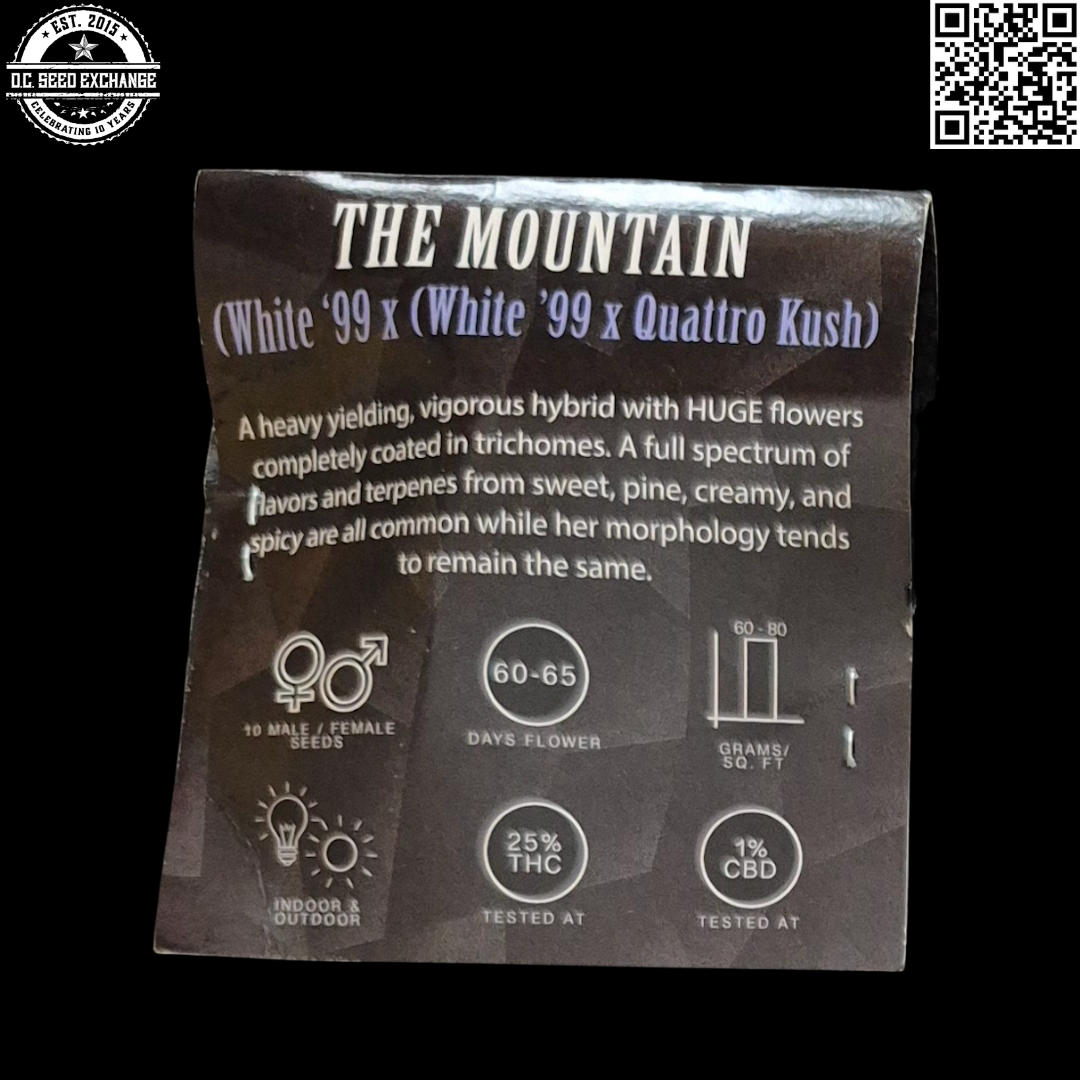 EST. 2015
D.C. SEED EXCHANGE
CELEBRATING 10 YEARS
THE MOUNTAIN
(White ‘99 x (White ’99 x Quattro Kush)
A heavy yielding, vigorous hybrid with HUGE flowers
completely coated in trichomes. A full spectrum of
flavors and terpenes from sweet, pine, creamy, and
spicy are all common while her morphology tends
to remain the same.
10 MALE / FEMALE
SEEDS
60-65
DAYS FLOWER
60 - 80
GRAMS/
SQ. FT
INDOOR &
OUTDOOR
25%
THC
TESTED AT
1%
CBD
TESTED AT